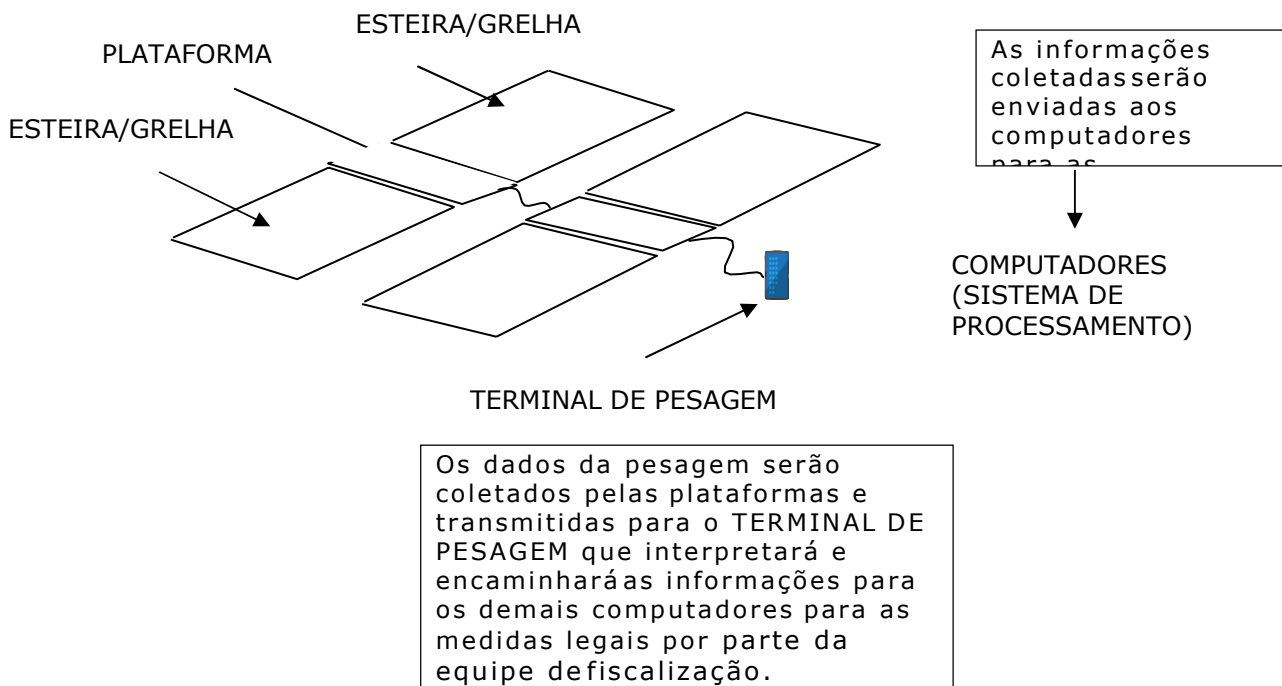 ESTEIRA/GRELHA
PLATAFORMA
ESTEIRA/GRELHA
As informações
coletadasserão
enviadas aos
computadores
para as
COMPUTADORES
(SISTEMA DE
PROCESSAMENTO)
TERMINAL DE PESAGEM
Os dados da pesagem serão
coletados pelas plataformas e
transmitidas para o TERMINAL DE
PESAGEM que interpretará e
encaminharáas informações para
os demais computadores para as
medidas legais por parte da
equipe defiscalização.